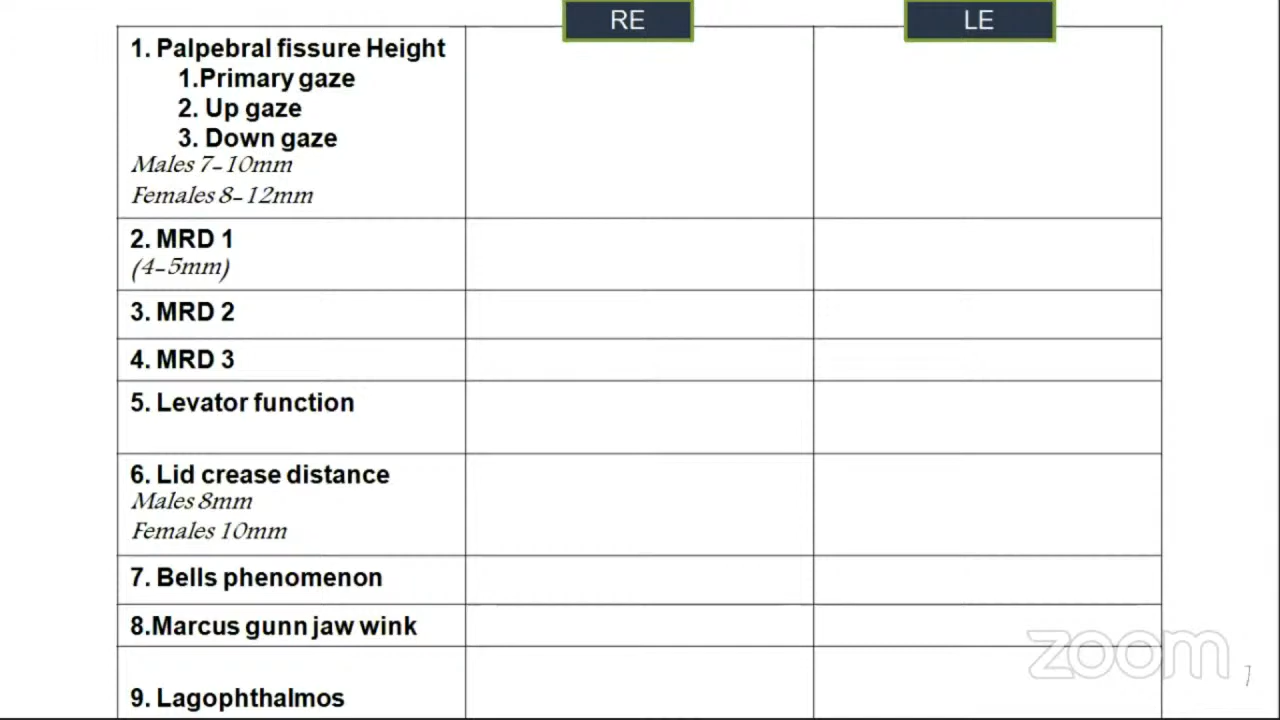 RE
LE
1. Palpebral fissure Height
1.Primary gaze
2. Up gaze
3. Down gaze
Males 7-10mm
Females 8-12mm
2. MRD 1
(4-5mm)
3. MRD 2
4. MRD 3
5. Levator function
6. Lid crease distance
Males 8mm
Females 10mm
7. Bells phenomenon
8.Marcus gunn jaw wink
9. Lagophthalmos
zoom
7